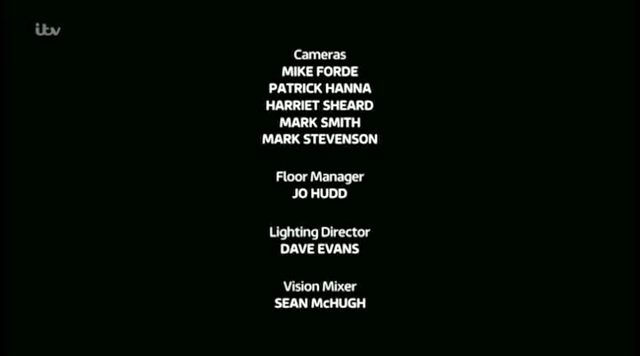 itv
Cameras
MIKE FORDE
PATRICK HANNA
HARRIET SHEARD
MARK SMITH
MARK STEVENSON
Floor Manager
JO HUDD
Lighting Director
DAVE EVANS
Vision Mixer
SEAN McHUGH